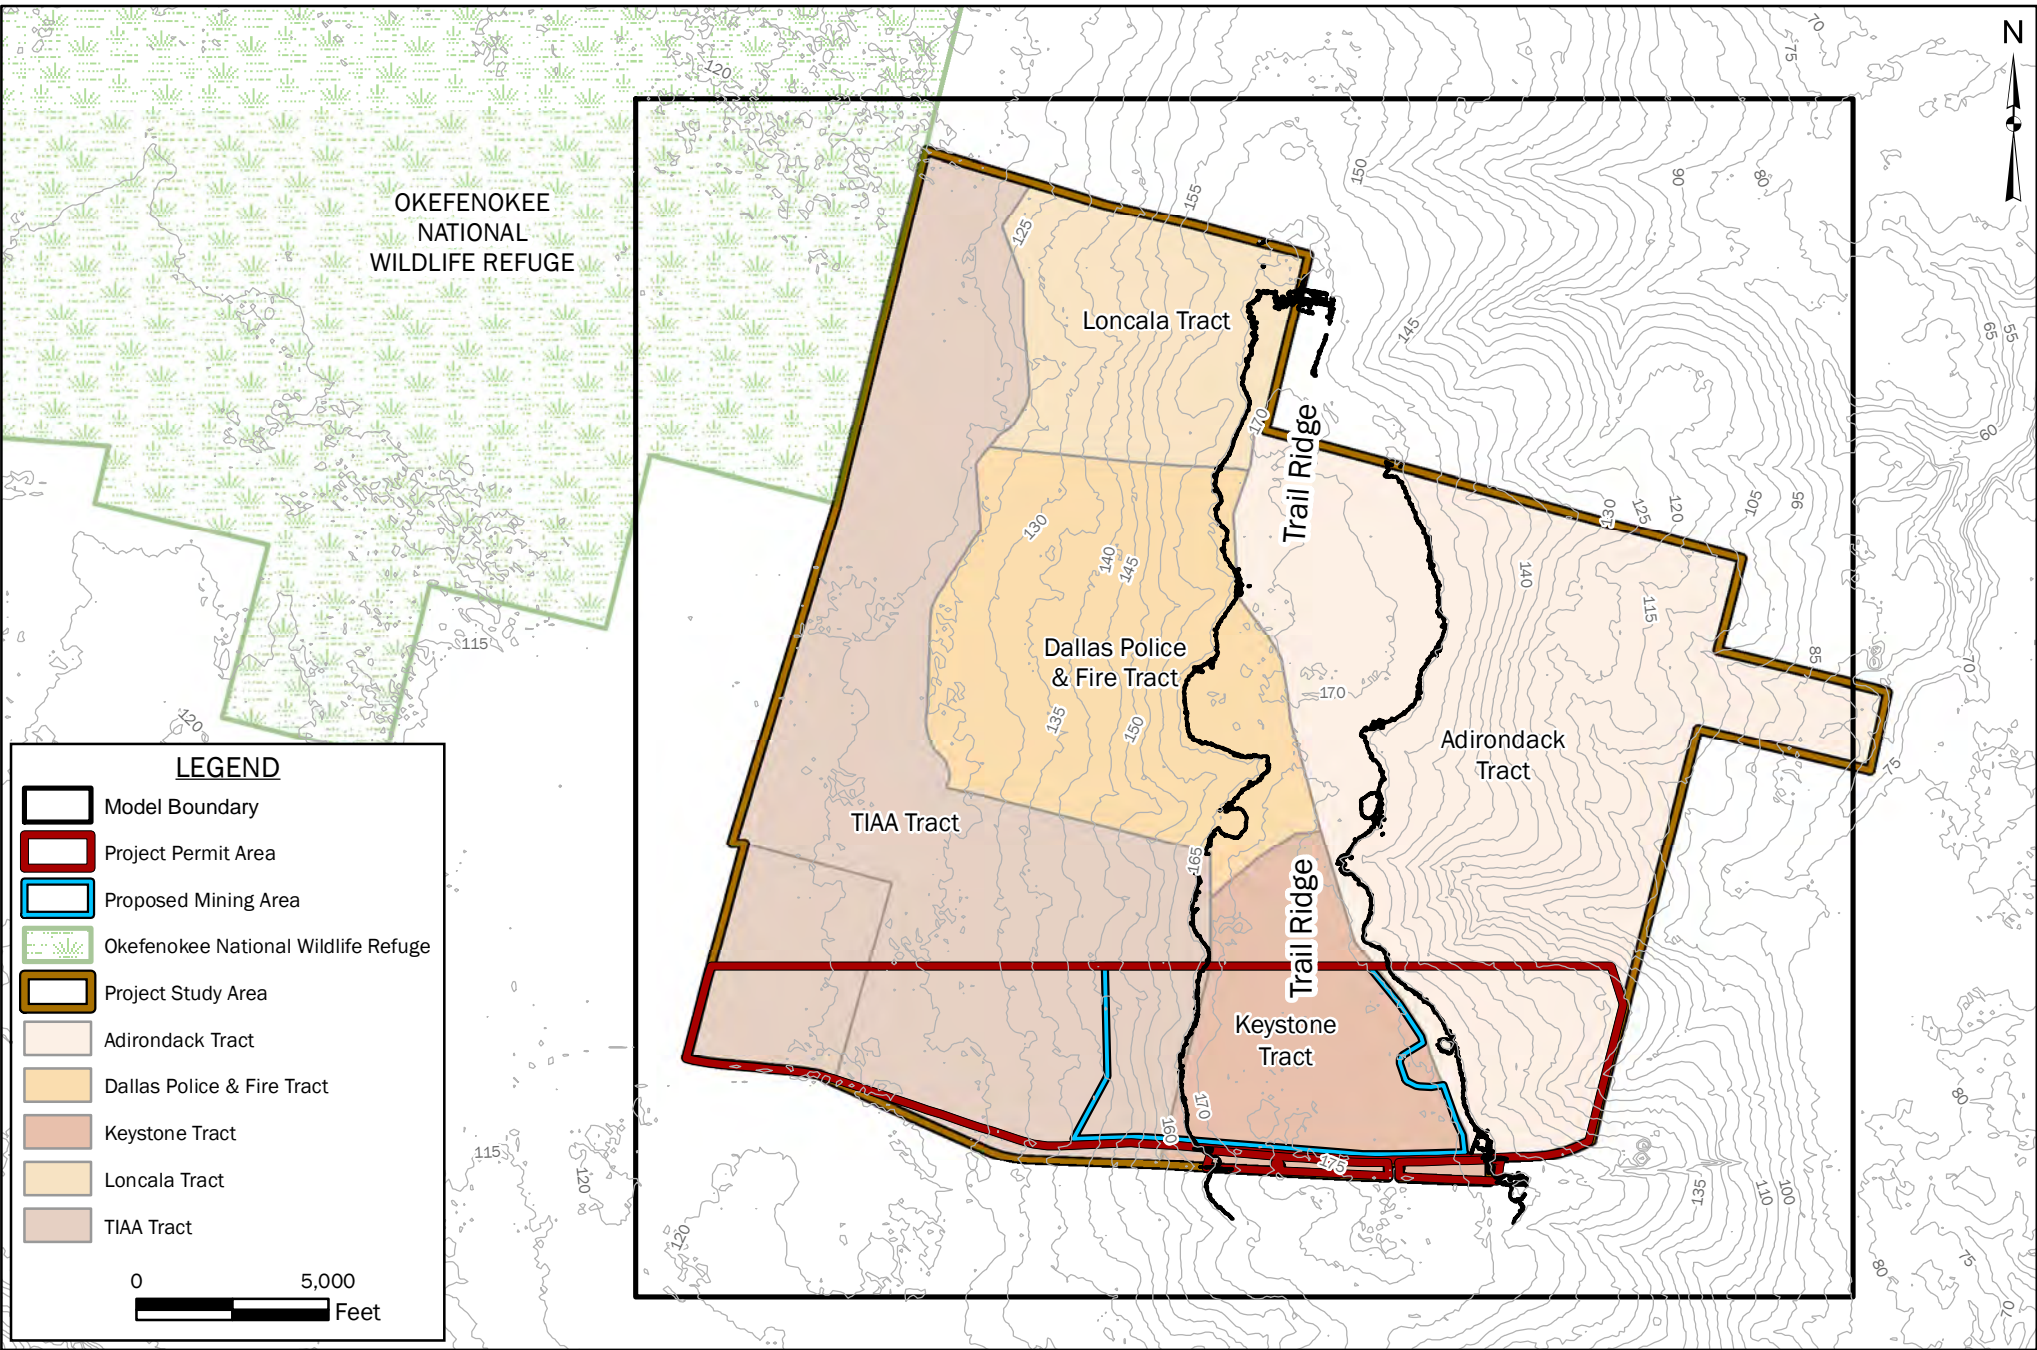 N
OKEFENOKEE
NATIONAL
WILDLIFE REFUGE
120
70
75
155
150
90
80
125
Loncala Tract
145
65
55
170
Trail Ridge
60
130
140
145
130
125
120
105
95
140
115
115
Dallas Police
& Fire Tract
85
70
170
120
135
150
Adirondack
Tract
75
TIAA Tract
165
Trail Ridge
Keystone
Tract
170
160
175
80
115
120
135
110
100
120
80
75
70
LEGEND
Model Boundary
Project Permit Area
Proposed Mining Area
Okefenokee National Wildlife Refuge
Project Study Area
Adirondack Tract
Dallas Police & Fire Tract
Keystone Tract
Loncala Tract
TIAA Tract
0 5,000
Feet